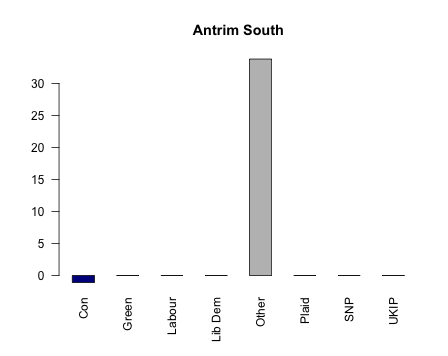 Antrim South
30
25
20
15
10
5
0
Con
Green
Labour
Lib Dem
Other
Plaid
SNP
UKIP